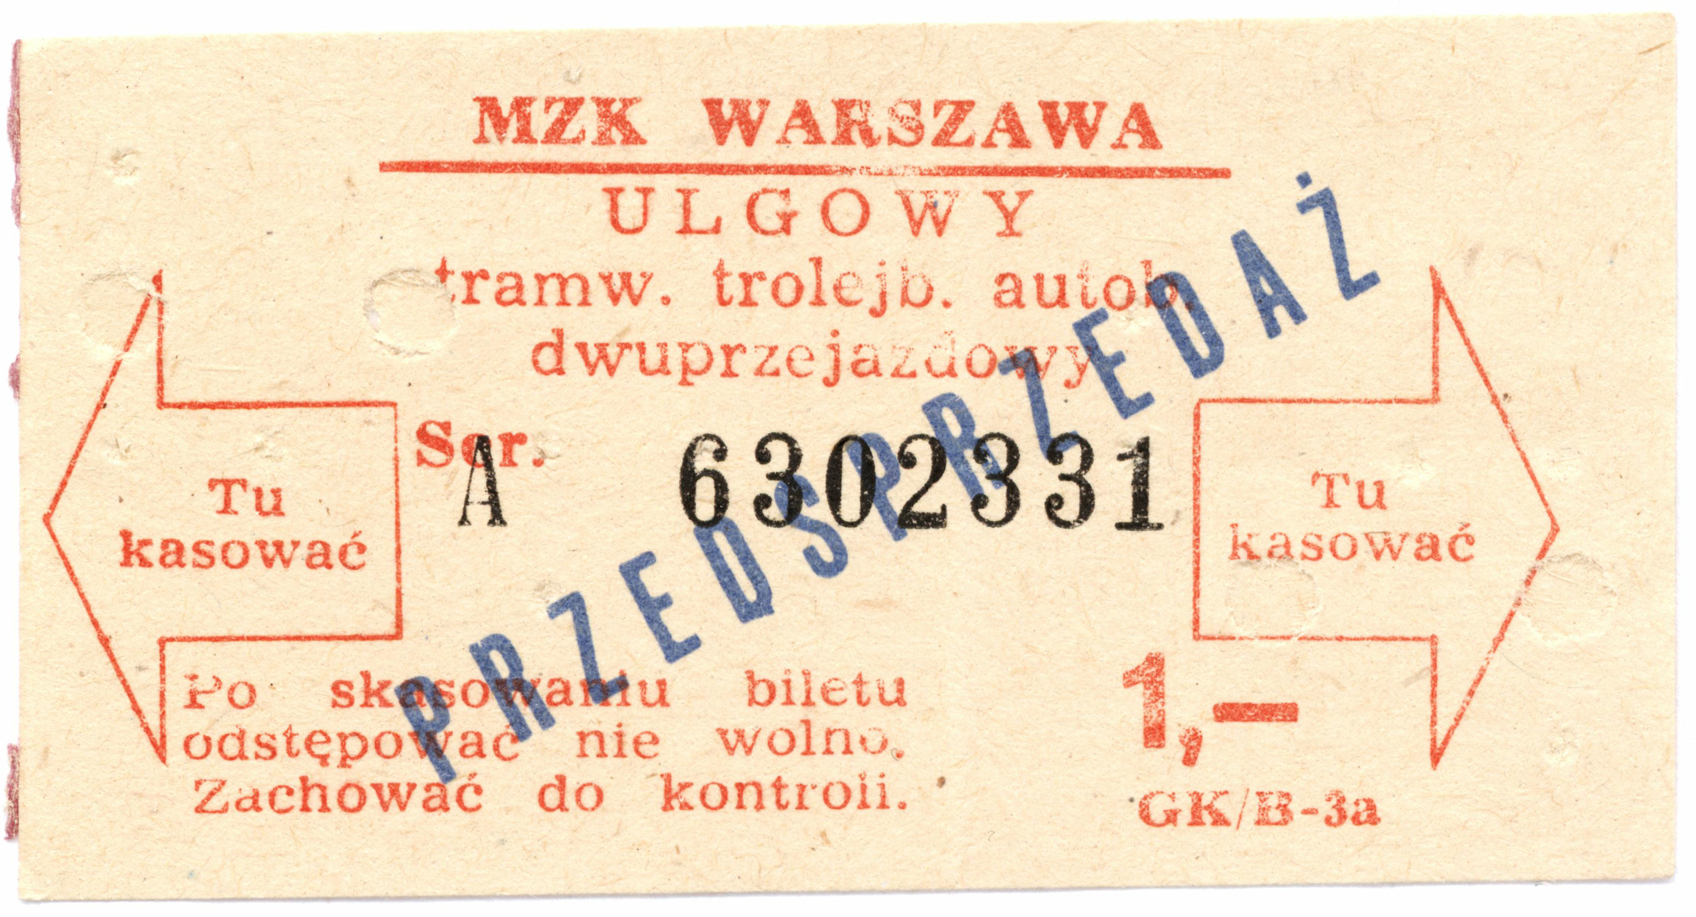 MZK WARSZAWA
ULGOWY
tramw. trolejb. autob.
dwuprzejazdowy
Ser.
A 6302331
Tu
kasować
Tu
kasować
PRZEDSPRZEDAŻ
Po skasowaniu biletu
odstępować nie wolno.
Zachować do kontroli.
1,—
GK/B-3a